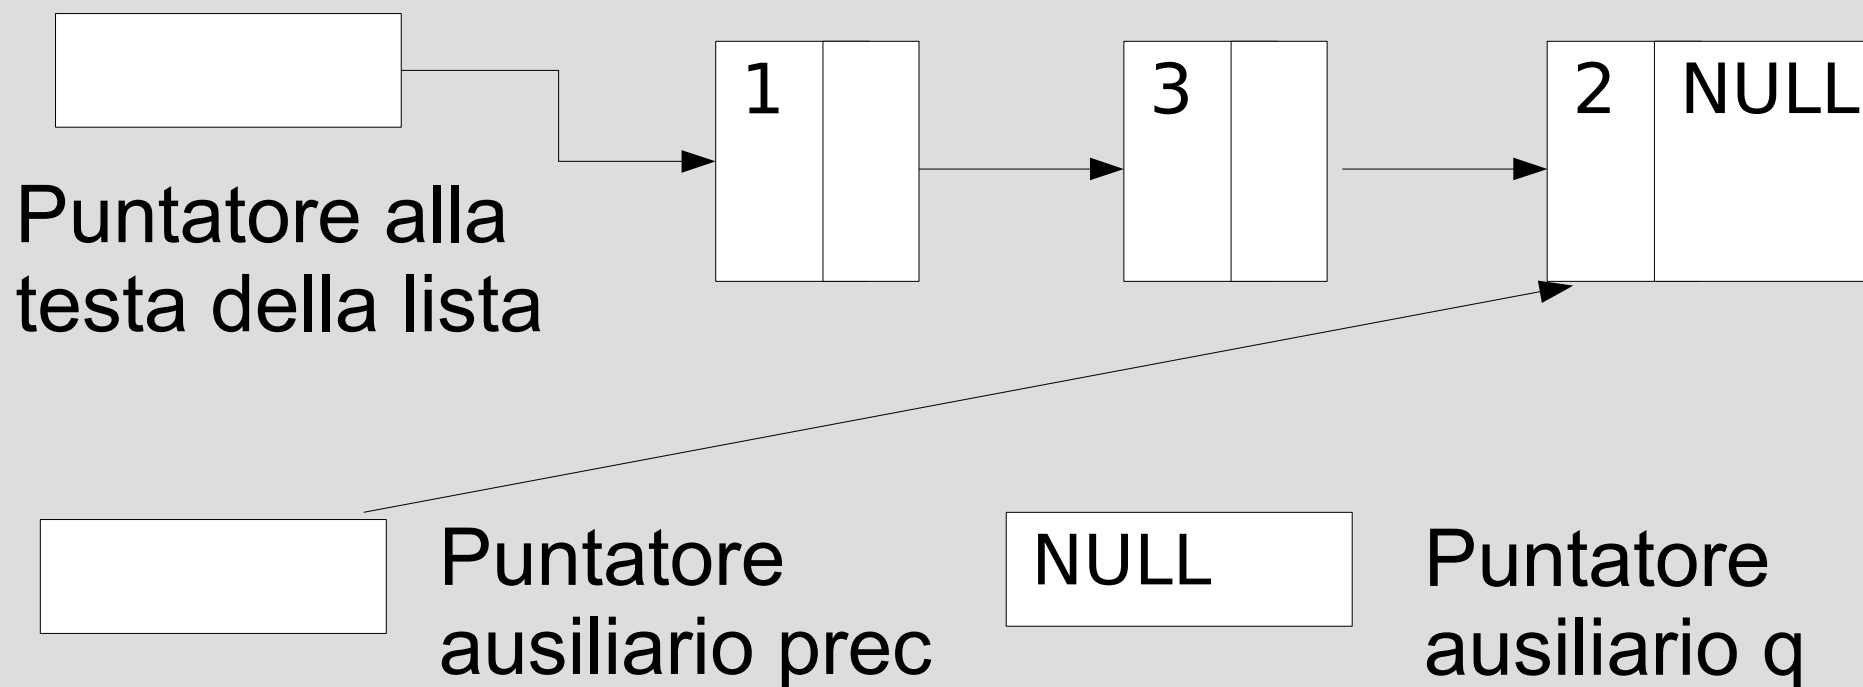 1
3
2 NULL
Puntatore alla
testa della lista
Puntatore
ausiliario prec
NULL
Puntatore
ausiliario q